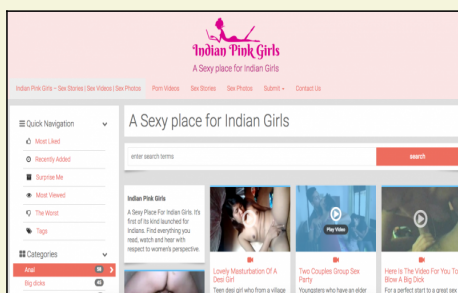 Indian Pink Girls
A Sexy place for Indian Girls
Indian Pink Girls – Sex Stories | Sex Videos | Sex Photos
Porn Videos
Sex Stories
Sex Photos
Submit
Contact Us
Quick Navigation
Most Liked
Recently Added
Surprise Me
Most Viewed
The Worst
Tags
Categories
Anal
Big dicks
A Sexy place for Indian Girls
enter search terms
search
Indian Pink Girls
A Sexy Place For Indian Girls. It's
first of its kind launched for
Indians. Find everything you
read, watch and hear with
respect to women's perspective.
Lovely Masturbation Of A
Desi Girl
Teen desi girl who from a village
Play Video
Two Couples Group Sex
Party
Youngsters who have an elder
Here Is The Video For You To
Blow A Big Dick
For a perfect start to a great sex